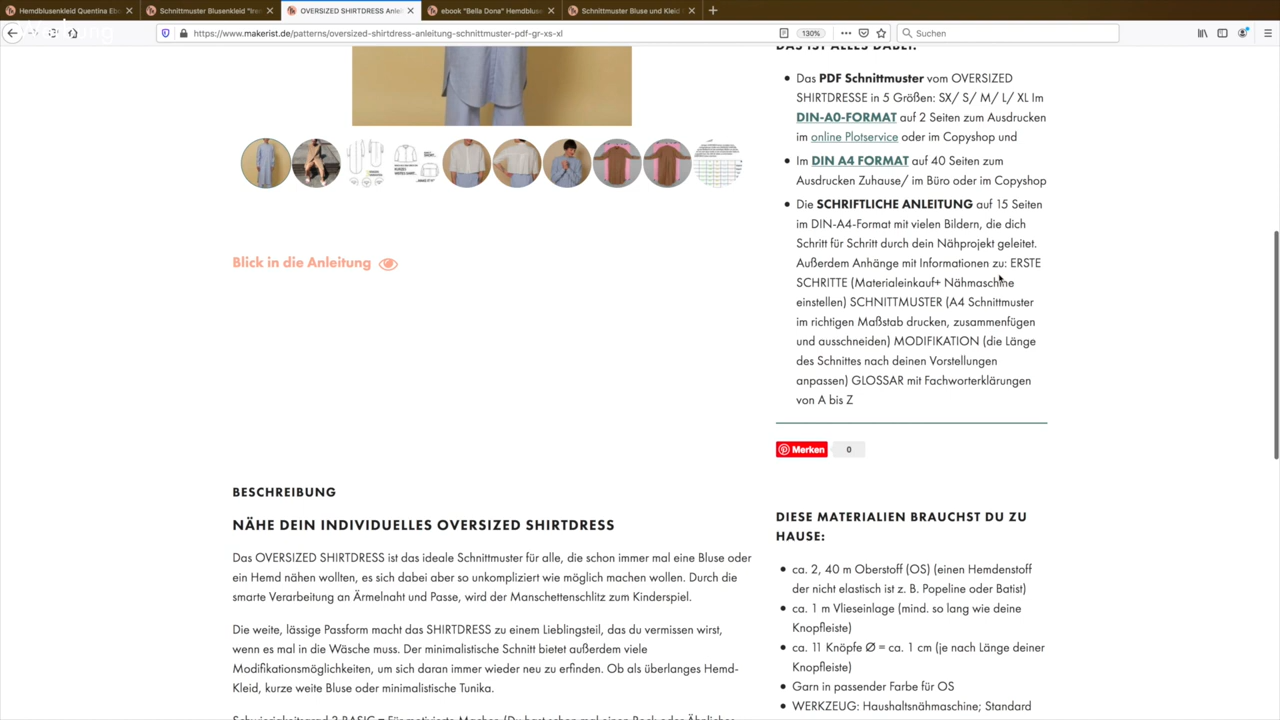 Hemdblusenkleid Quentina Ebo
Schnittmuster Blusenkleid "Ire
OVERSIZED SHIRTDRESS Anlei
ebook "Bella Dona" Hemdbluse
Schnittmuster Bluse und Kleid F
https://www.makerist.de/patterns/oversized-shirtdress-anleitung-schnittmuster-pdf-gr-xs-xl
130%
Suchen
DAS IST ALLES DABEI:
Das PDF Schnittmuster vom OVERSIZED
SHIRTDRESSE in 5 Größen: SX/ S/ M/ L/ XL Im
DIN-A0-FORMAT auf 2 Seiten zum Ausdrucken
im online Plotservice oder im Copyshop und
Im DIN A4 FORMAT auf 40 Seiten zum
Ausdrucken Zuhause/ im Büro oder im Copyshop
Die SCHRIFTLICHE ANLEITUNG auf 15 Seiten
im DIN-A4-Format mit vielen Bildern, die dich
Schritt für Schritt durch dein Nähprojekt geleitet.
Außerdem Anhänge mit Informationen zu: ERSTE
SCHRITTE (Materialeinkauf+ Nähmaschine
einstellen) SCHNITTMUSTER (A4 Schnittmuster
im richtigen Maßstab drucken, zusammenfügen
und ausschneiden) MODIFIKATION (die Länge
des Schnittes nach deinen Vorstellungen
anpassen) GLOSSAR mit Fachworterklärungen
von A bis Z
Merken 0
Blick in die Anleitung
BESCHREIBUNG
NÄHE DEIN INDIVIDUELLES OVERSIZED SHIRTDRESS
Das OVERSIZED SHIRTDRESS ist das ideale Schnittmuster für alle, die schon immer mal eine Bluse oder
ein Hemd nähen wollten, es sich dabei aber so unkompliziert wie möglich machen wollen. Durch die
smarte Verarbeitung an Ärmelnaht und Passe, wird der Manschettenschlitz zum Kinderspiel.
Die weite, lässige Passform macht das SHIRTDRESS zu einem Lieblingsteil, das du vermissen wirst,
wenn es mal in die Wäsche muss. Der minimalistische Schnitt bietet außerdem viele
Modifikationsmöglichkeiten, um sich daran immer wieder neu zu erfinden. Ob als überlanges Hemd-
Kleid, kurze weite Bluse oder minimalistische Tunika.
DIESE MATERIALIEN BRAUCHST DU ZU
HAUSE:
ca. 2, 40 m Oberstoff (OS) (einen Hemdenstoff
der nicht elastisch ist z. B. Popeline oder Batist)
ca. 1 m Vlieseinlage (mind. so lang wie deine
Knopfleiste)
ca. 11 Knöpfe Ø = ca. 1 cm (je nach Länge deiner
Knopfleiste)
Garn in passender Farbe für OS
WERKZEUG: Haushaltsnähmaschine; Standard